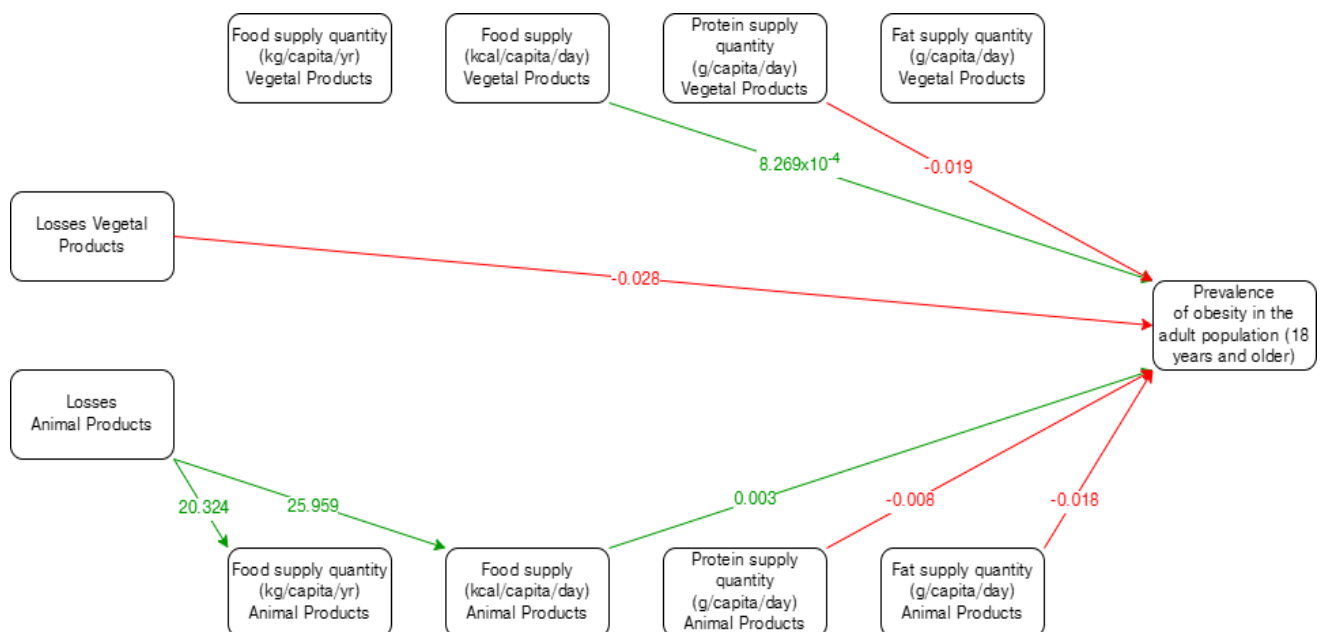 Food supply quantity
(kg/capita/yr)
Vegetal Products
Food supply
(kcal/capita/day)
Vegetal Products
Protein supply
quantity
(g/capita/day)
Vegetal Products
Fat supply quantity
(g/capita/day)
Vegetal Products
8.269x10-4
-0.019
Losses Vegetal
Products
-0.028
Prevalence
of obesity in the
adult population (18
years and older)
Losses
Animal Products
20.324
25.959
0.003
-0.008
-0.018
Food supply quantity
(kg/capita/yr)
Animal Products
Food supply
(kcal/capita/day)
Animal Products
Protein supply
quantity
(g/capita/day)
Animal Products
Fat supply quantity
(g/capita/day)
Animal Products